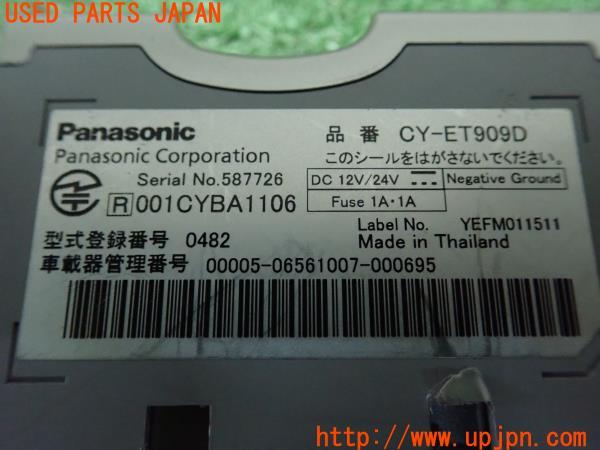 USED PARTS JAPAN
Panasonic 品番 CY-ET909D
Panasonic Corporation このシールをはがさないでください。
Serial No.587726 DC 12V/24V Negative Ground
R 001CYBA1106 Fuse 1A・1A
Label No. YEFM011511
型式登録番号 0482 Made in Thailand
車載器管理番号 00005-06561007-000695
UPJ
http://www.upjpn.com/